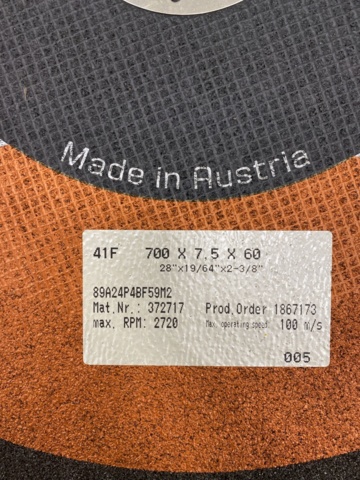 Made in Austria
41F 700 X 7.5 X 60
28"x19/64"x2-3/8"
89A24P4BF59M2
Mat.Nr.: 372717 Prod.Order 1867173
max. RPM: 2720 Max. operating speed: 100 m/s
005